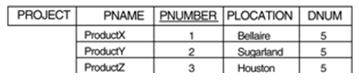 PROJECT PNAME PNUMBER PLOCATION DNUM
ProductX 1 Bellaire 5
ProductY 2 Sugarland 5
ProductZ 3 Houston 5